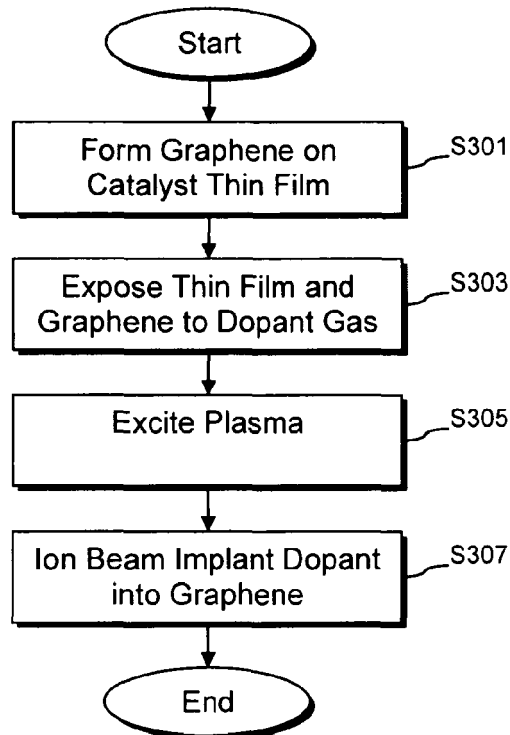 Start
Form Graphene on
Catalyst Thin Film
S301
Expose Thin Film and
Graphene to Dopant Gas
S303
Excite Plasma
S305
Ion Beam Implant Dopant
into Graphene
S307
End